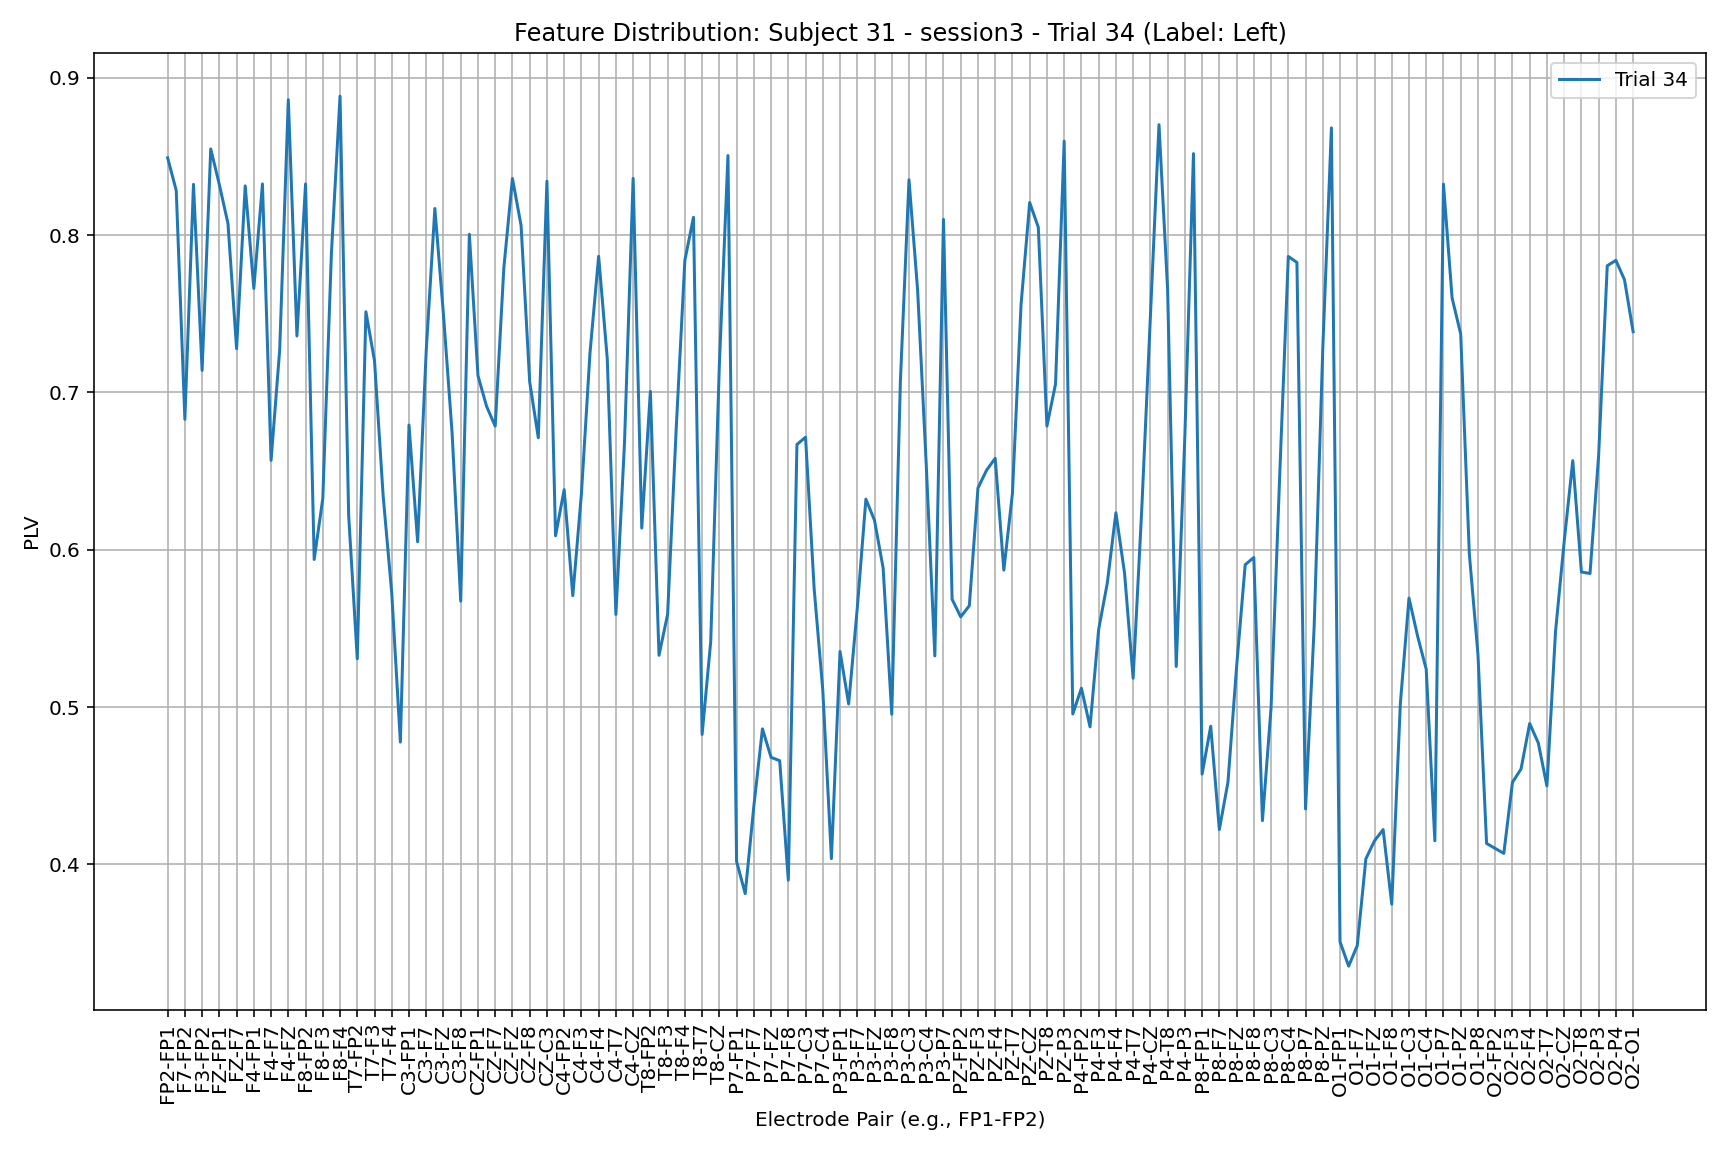 Feature Distribution: Subject 31 - session3 - Trial 34 (Label: Left)
Trial 34
0.9
0.8
0.7
0.6
0.5
0.4
PLV
FP2-FP1
F7-FP2
F3-FP2
FZ-FP1
FZ-F7
F4-FP1
F4-F7
F4-FZ
F8-FP2
F8-F3
F8-F4
T7-FP2
T7-F3
T7-F4
C3-FP1
C3-F7
C3-FZ
C3-F8
CZ-FP1
CZ-F7
CZ-FZ
CZ-F8
CZ-C3
C4-FP2
C4-F3
C4-F4
C4-T7
C4-CZ
T8-FP2
T8-F3
T8-F4
T8-T7
T8-CZ
P7-FP1
P7-F7
P7-FZ
P7-F8
P7-C3
P7-C4
P3-FP1
P3-F7
P3-FZ
P3-F8
P3-C3
P3-C4
P3-P7
PZ-FP2
PZ-F3
PZ-F4
PZ-T7
PZ-CZ
PZ-T8
PZ-P3
P4-FP2
P4-F3
P4-F4
P4-T7
P4-CZ
P4-T8
P4-P3
P8-FP1
P8-F7
P8-FZ
P8-F8
P8-C3
P8-C4
P8-P7
P8-PZ
O1-FP1
O1-F7
O1-FZ
O1-F8
O1-C3
O1-C4
O1-P7
O1-PZ
O1-P8
O2-FP2
O2-F3
O2-F4
O2-T7
O2-CZ
O2-T8
O2-P3
O2-P4
O2-O1
Electrode Pair (e.g., FP1-FP2)